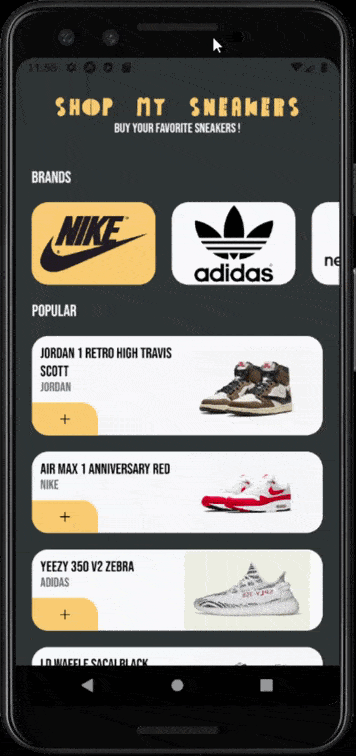 11:56
SHOP MY SNEAKERS
BUY YOUR FAVORITE SNEAKERS !
BRANDS
NIKE
adidas
ne
POPULAR
JORDAN 1 RETRO HIGH TRAVIS
SCOTT
JORDAN
+
AIR MAX 1 ANNIVERSARY RED
NIKE
+
YEEZY 350 V2 ZEBRA
ADIDAS
+
LD WAFFLE SACAI BLACK